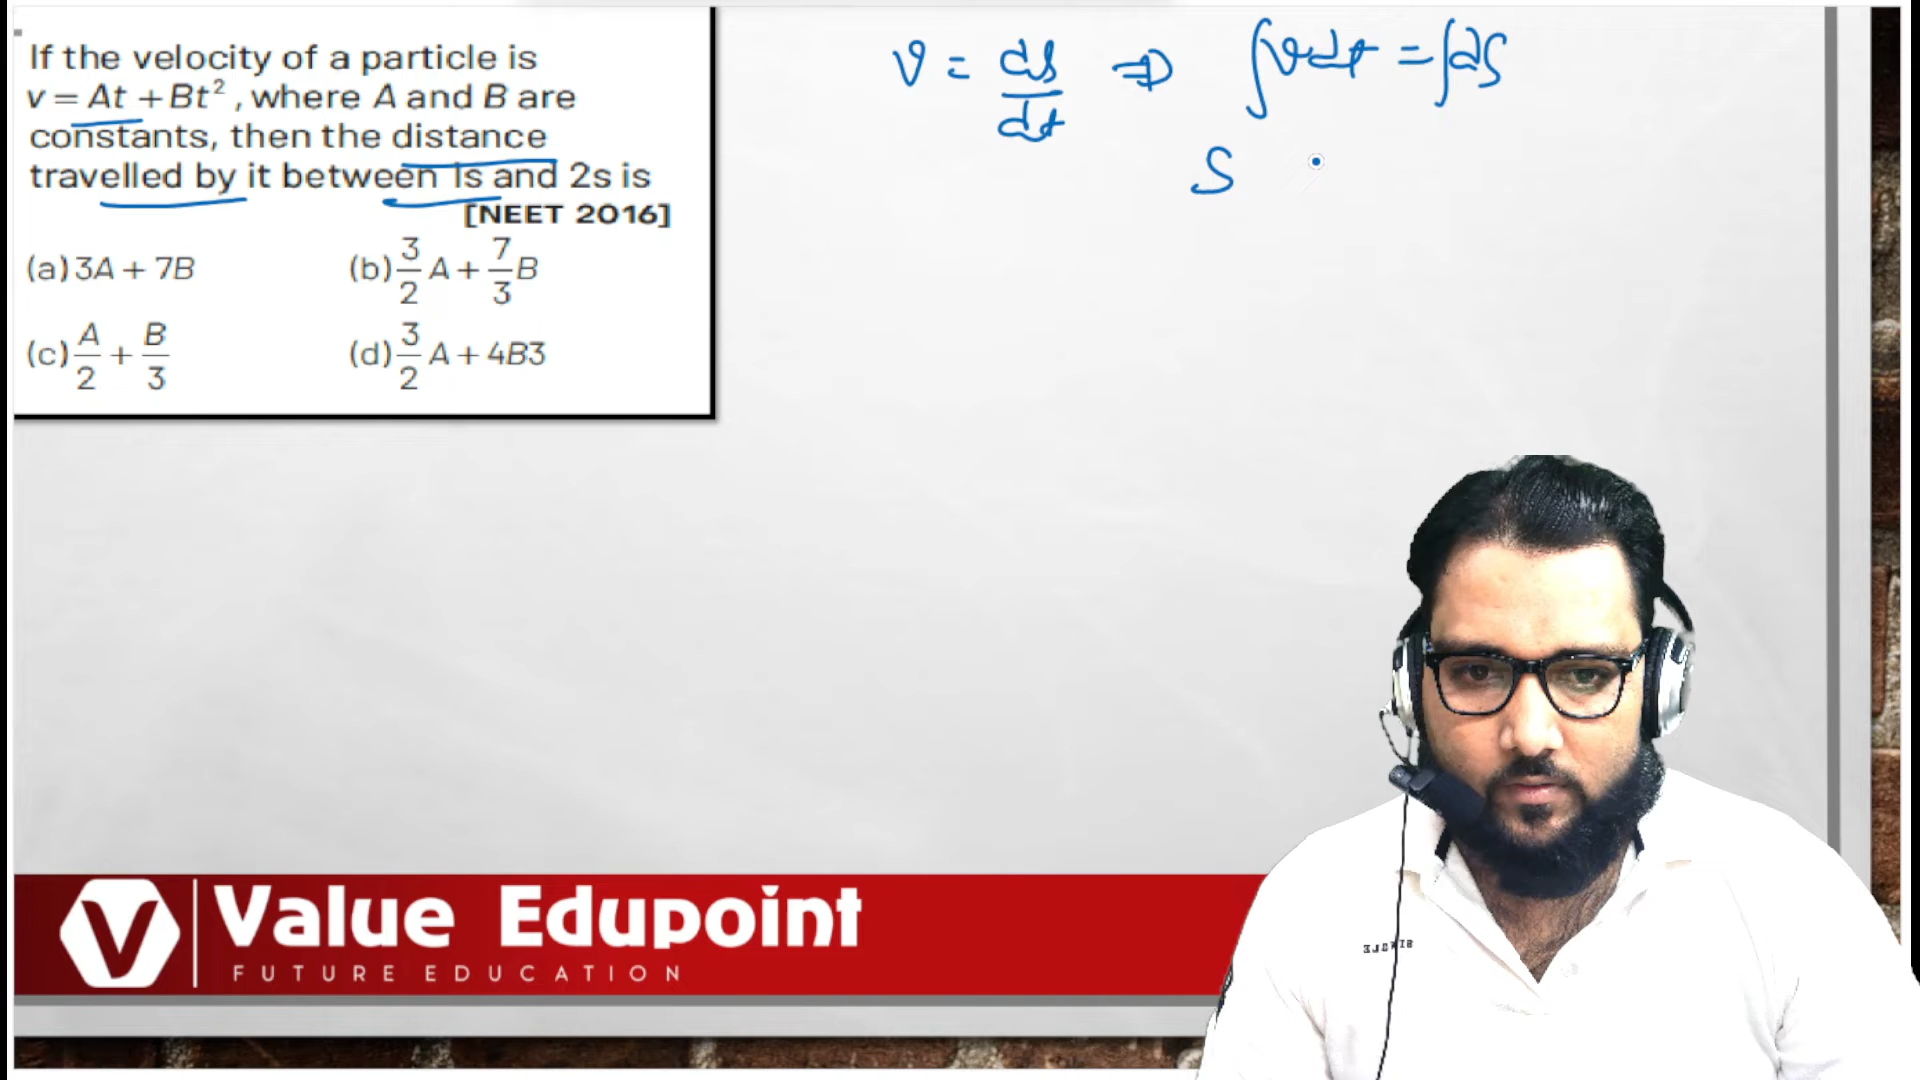 If the velocity of a particle is
v = At + Bt², where A and B are
constants, then the distance
travelled by it between 1s and 2s is
[NEET 2016]
(a) 3A + 7B (b) 3/2 A + 7/3 B
(c) A/2 + B/3 (d) 3/2 A + 4B3
v = ds/dt ⇒ ∫v dt = ∫ds
S
Value Edupoint
FUTURE EDUCATION